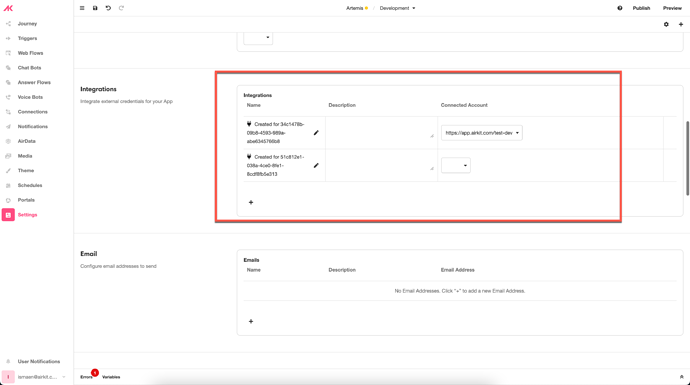 Artemis
Development
Publish
Preview
Journey
Triggers
Web Flows
Chat Bots
Answer Flows
Voice Bots
Connections
Notifications
AirData
Media
Theme
Schedules
Portals
Settings
User Notifications
Integrations
Integrate external credentials for your App
Integrations
Name Description Connected Account
Created for 34c1478b-
09b8-4593-989a-
abe6345766b8
https://app.airkit.com/test-dev
Created for 51c812e1-
038a-4ce0-8fe1-
8cdf8fb5a313
+
Email
Configure email addresses to send
Emails
Name Description Email Address
No Email Addresses. Click "+" to add a new Email Address.
+
Errors
Variables